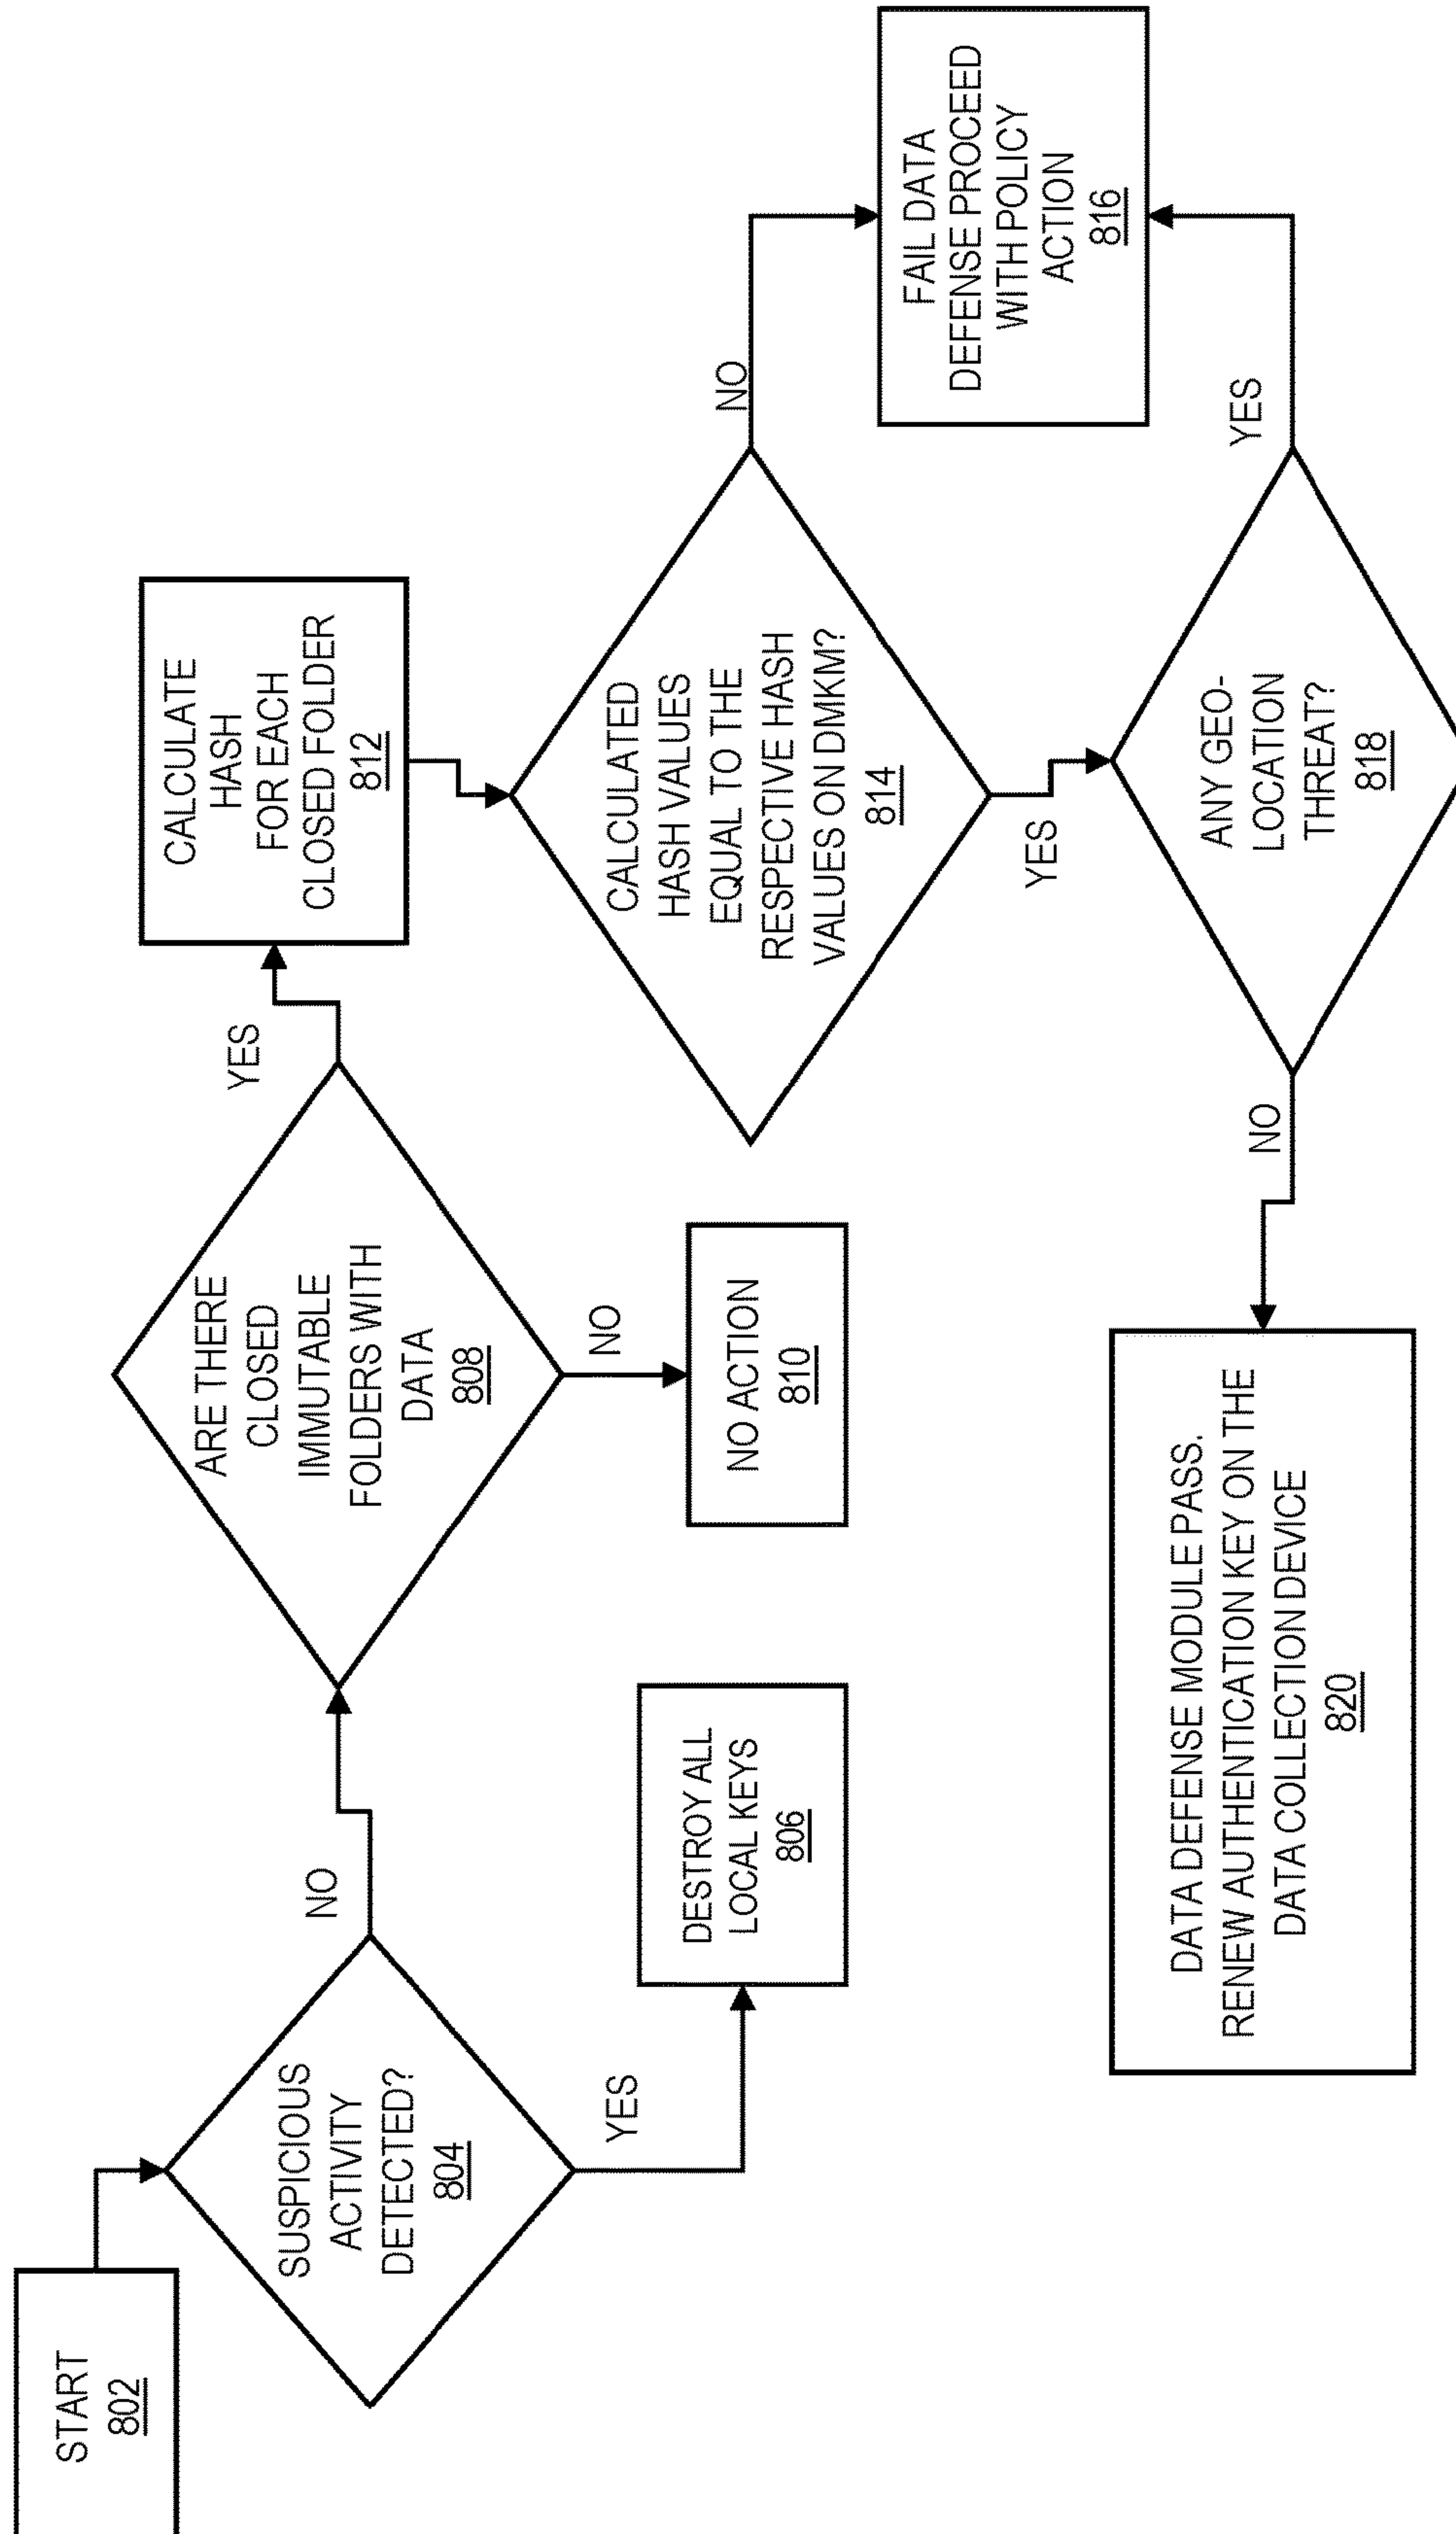 START
802
SUSPICIOUS
ACTIVITY
DETECTED?
804
YES
DESTROY ALL
LOCAL KEYS
806
NO
ARE THERE
CLOSED
IMMUTABLE
FOLDERS WITH
DATA
808
NO
NO ACTION
810
YES
CALCULATE
HASH
FOR EACH
CLOSED FOLDER
812
CALCULATED
HASH VALUES
EQUAL TO THE
RESPECTIVE HASH
VALUES ON DMKM?
814
NO
FAIL DATA
DEFENSE PROCEED
WITH POLICY
ACTION
816
YES
ANY GEO-
LOCATION
THREAT?
818
YES
NO
DATA DEFENSE MODULE PASS.
RENEW AUTHENTICATION KEY ON THE
DATA COLLECTION DEVICE
820